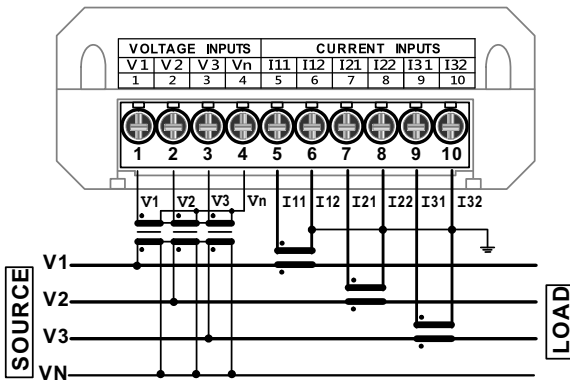 VOLTAGE INPUTS CURRENT INPUTS
V1 V2 V3 Vn I11 I12 I21 I22 I31 I32
1 2 3 4 5 6 7 8 9 10
1 2 3 4 5 6 7 8 9 10
V1 V2 V3 Vn I11 I12 I21 I22 I31 I32
SOURCE
V1
V2
V3
VN
LOAD